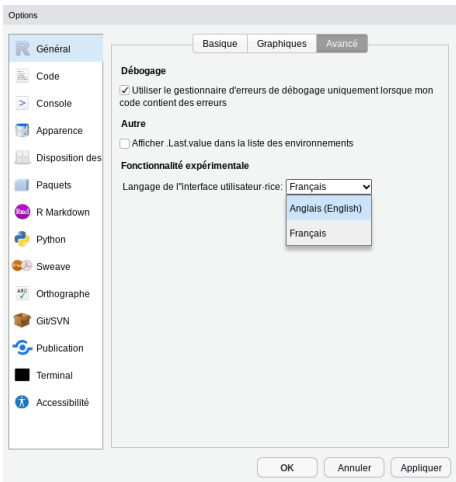 Options
Général
Code
Console
Apparence
Disposition des
Paquets
R Markdown
Python
Sweave
Orthographe
Git/SVN
Publication
Terminal
Accessibilité
Basique
Graphiques
Avancé
Débogage
Utiliser le gestionnaire d'erreurs de débogage uniquement lorsque mon
code contient des erreurs
Autre
Afficher .Last.value dans la liste des environnements
Fonctionnalité expérimentale
Langage de l"interface utilisateur·rice: Français
Anglais (English)
Français
OK
Annuler
Appliquer